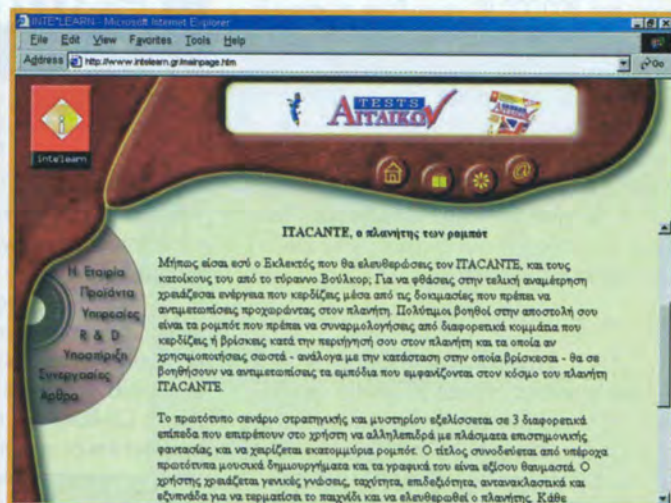 INTE*LEARN - Microsoft Internet Explorer
File Edit View Favorites Tools Help
Address http://www.intelearn.gr/mainpage.htm Go
TESTS
ΑΓΓΛΙΚΩΝ
i
intelearn
@
ITACANTE, ο πλανήτης των ρομπότ
Η Εταιρία
Προϊόντα
Υπηρεσίες
R & D
Υποστήριξη
Συνεργασίες
Άρθρα
Μήπως είσαι εσύ ο Εκλεκτός που θα ελευθερώσεις τον ITACANTE, και τους
κατοίκους του από το τύραννο Βούλκορ; Για να φθάσεις στην τελική αναμέτρηση
χρειάζεσαι ενέργεια που κερδίζεις μέσα από τις δοκιμασίες που πρέπει να
αντιμετωπίσεις προχωρώντας στον πλανήτη. Πολύτιμοι βοηθοί στην αποστολή σου
είναι τα ρομπότ που πρέπει να συναρμολογήσεις από διαφορετικά κομμάτια που
κερδίζεις ή βρίσκεις κατά την περιήγησή σου στον πλανήτη και τα οποία αν
χρησιμοποιήσεις σωστά - ανάλογα με την κατάσταση στην οποία βρίσκεσαι - θα σε
βοηθήσουν να αντιμετωπίσεις τα εμπόδια που εμφανίζονται στον κόσμο του πλανήτη
ITACANTE.
Το πρωτότυπο σενάριο στρατηγικής και μυστηρίου εξελίσσεται σε 3 διαφορετικά
επίπεδα που επιτρέπουν στο χρήστη να αλληλεπιδρά με πλάσματα επιστημονικής
φαντασίας και να χειρίζεται εκατομμύρια ρομπότ. Ο τίτλος συνοδεύεται από υπέροχα
πρωτότυπα μουσικά δημιουργήματα και τα γραφικά του είναι εξίσου θαυμαστά. Ο
χρήστης χρειάζεται γενικές γνώσεις, ταχύτητα, επιδεξιότητα, αντανακλαστικά και
εξυπνάδα για να τερματίσει το παιχνίδι και να ελευθερωθεί ο πλανήτης. Κάθε